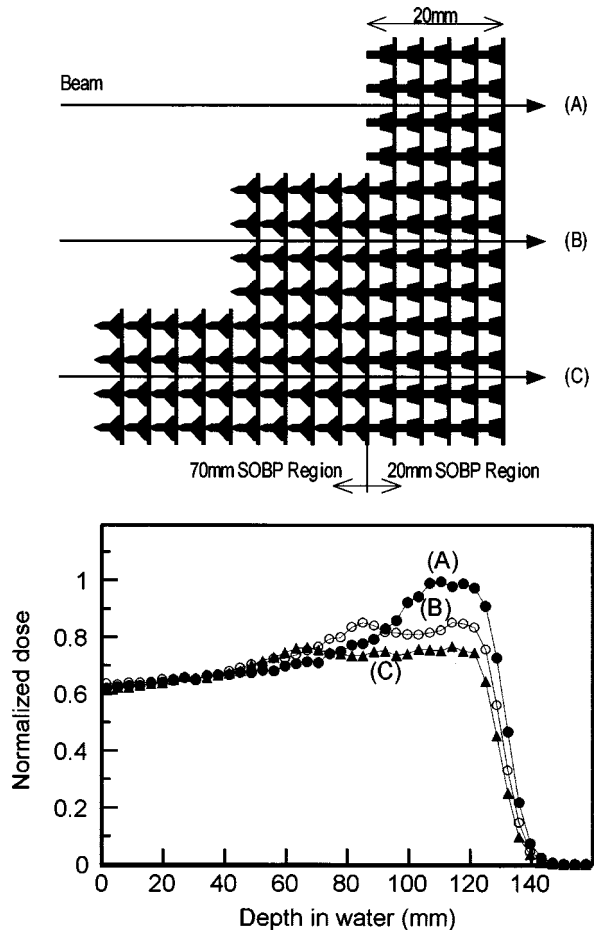 20mm
Beam
(A)
(B)
(C)
70mm SOBP Region
20mm SOBP Region
(A)
(B)
(C)
1
0.8
0.6
0.4
0.2
0
Normalized dose
0 20 40 60 80 100 120 140
Depth in water (mm)